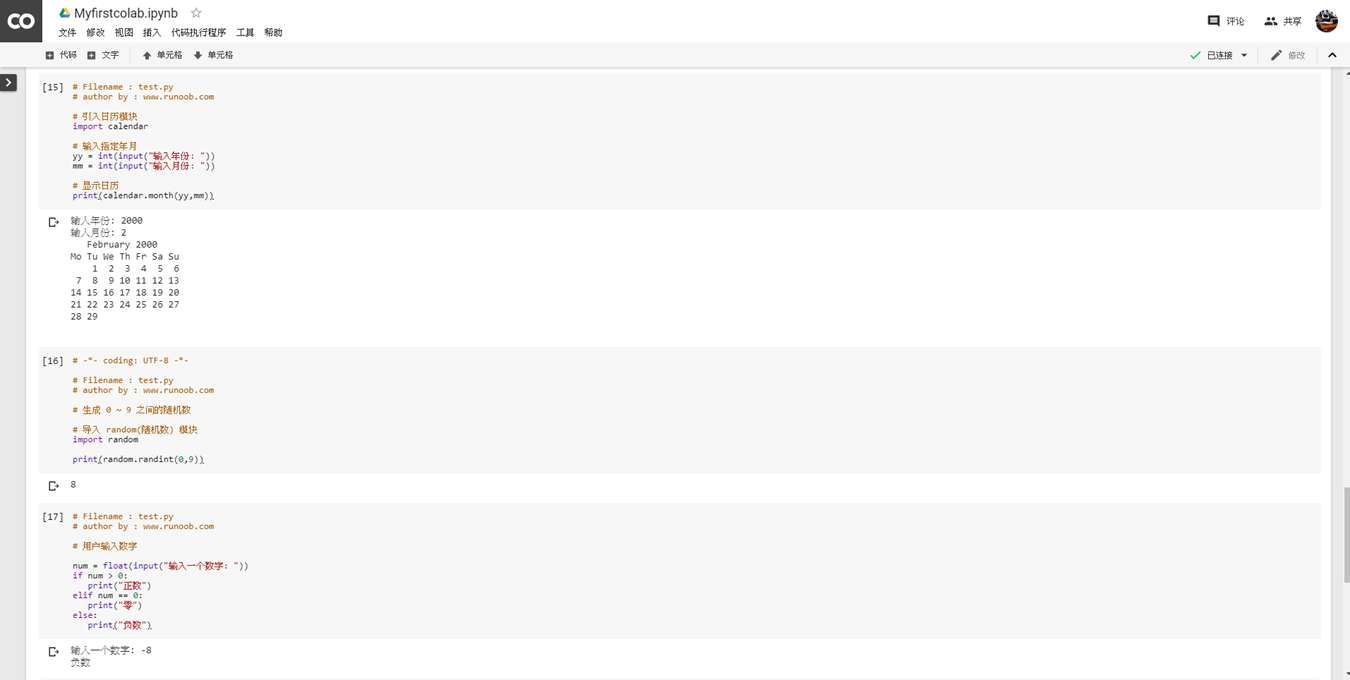 CO
Myfirstcolab.ipynb
文件 修改 视图 插入 代码执行程序 工具 帮助
评论 共享
代码 文字 单元格 单元格
已连接 修改
[15] # Filename : test.py
# author by : www.runoob.com
# 引入日历模块
import calendar
# 输入指定年月
yy = int(input("输入年份: "))
mm = int(input("输入月份: "))
# 显示日历
print(calendar.month(yy,mm))
输入年份: 2000
输入月份: 2
February 2000
Mo Tu We Th Fr Sa Su
1 2 3 4 5 6
7 8 9 10 11 12 13
14 15 16 17 18 19 20
21 22 23 24 25 26 27
28 29
[16] # -*- coding: UTF-8 -*-
# Filename : test.py
# author by : www.runoob.com
# 生成 0 ~ 9 之间的随机数
# 导入 random(随机数) 模块
import random
print(random.randint(0,9))
8
[17] # Filename : test.py
# author by : www.runoob.com
# 用户输入数字
num = float(input("输入一个数字: "))
if num > 0:
print("正数")
elif num == 0:
print("零")
else:
print("负数")
输入一个数字: -8
负数